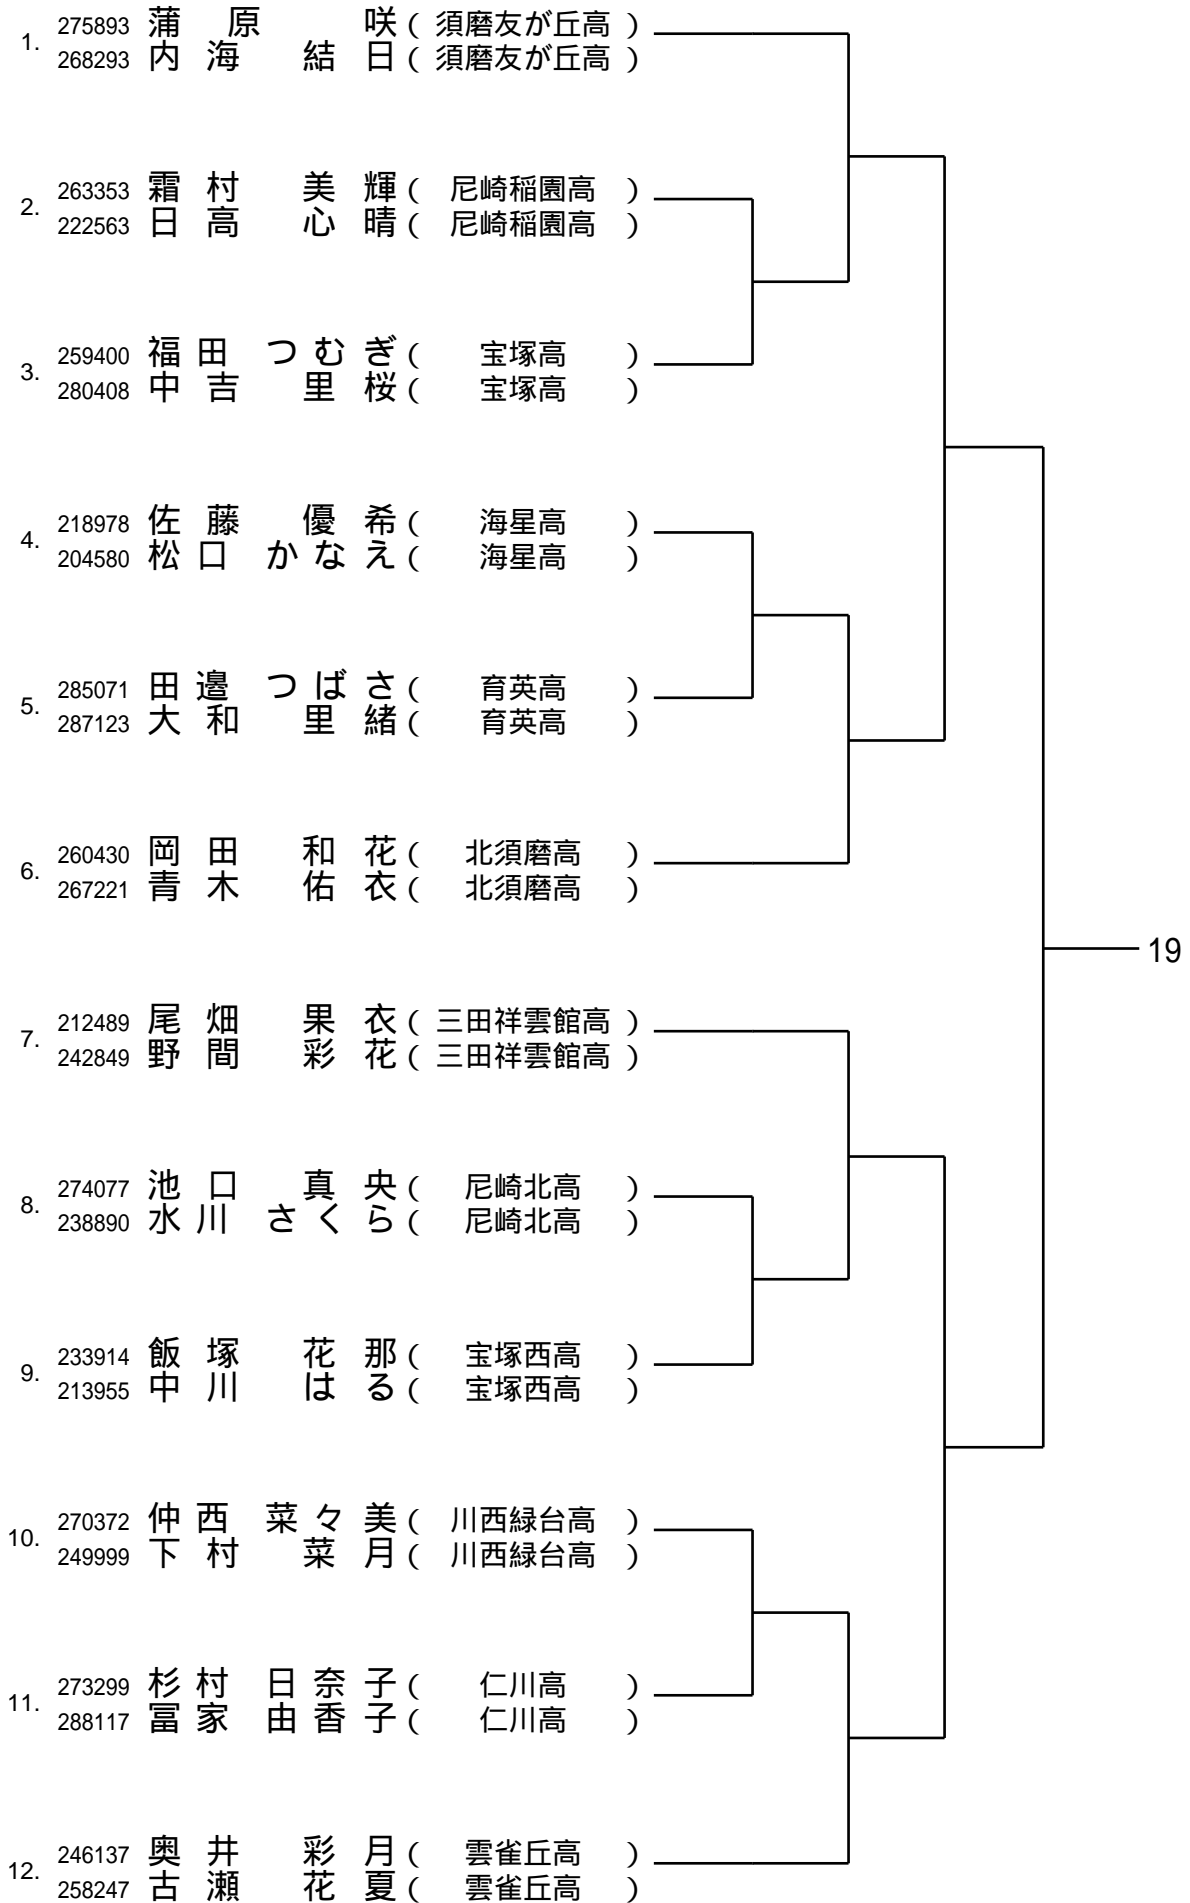 1. 275893 蒲原 咲 ( 須磨友が丘高 )
268293 内海 結日 ( 須磨友が丘高 )
2. 263353 霜村 美輝 ( 尼崎稲園高 )
222563 日高 心晴 ( 尼崎稲園高 )
3. 259400 福田 つむぎ ( 宝塚高 )
280408 中吉 里桜 ( 宝塚高 )
4. 218978 佐藤 優希 ( 海星高 )
204580 松口 かなえ ( 海星高 )
5. 285071 田邉 つばさ ( 育英高 )
287123 大和 里緒 ( 育英高 )
6. 260430 岡田 和花 ( 北須磨高 )
267221 青木 佑衣 ( 北須磨高 )
19
7. 212489 尾畑 果衣 ( 三田祥雲館高 )
242849 野間 彩花 ( 三田祥雲館高 )
8. 274077 池口 真央 ( 尼崎北高 )
238890 水川 さくら ( 尼崎北高 )
9. 233914 飯塚 花那 ( 宝塚西高 )
213955 中川 はる ( 宝塚西高 )
10. 270372 仲西 菜々美 ( 川西緑台高 )
249999 下村 菜月 ( 川西緑台高 )
11. 273299 杉村 日奈子 ( 仁川高 )
288117 冨家 由香子 ( 仁川高 )
12. 246137 奥井 彩月 ( 雲雀丘高 )
258247 古瀬 花夏 ( 雲雀丘高 )